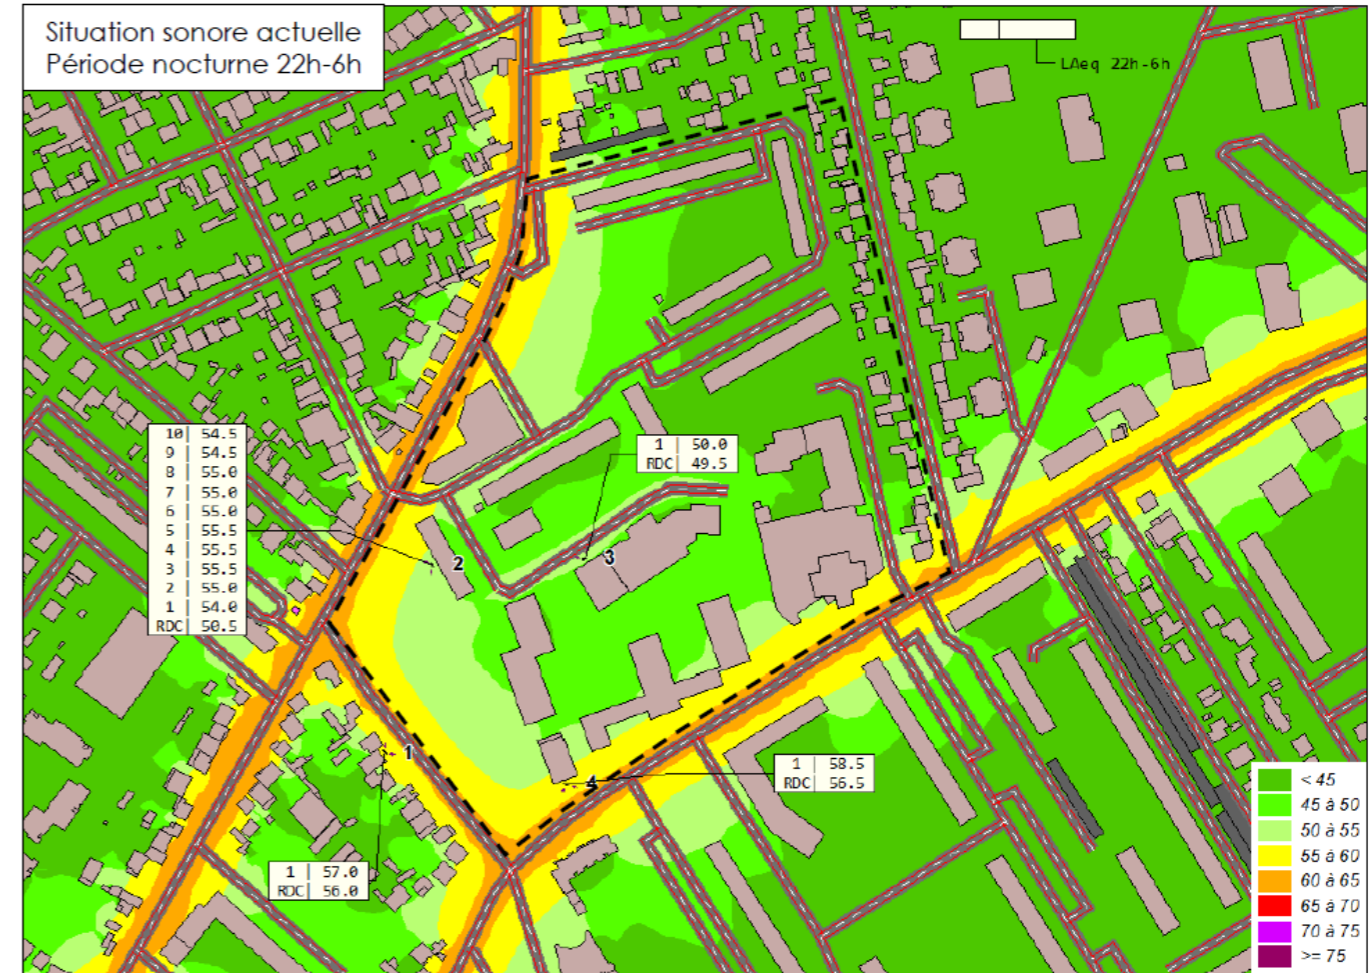 Situation sonore actuelle
Période nocturne 22h-6h
LAeq 22h-6h
10| 54.5
9 | 54.5
8 | 55.0
7 | 55.0
6 | 55.0
5 | 55.5
4 | 55.5
3 | 55.5
2 | 55.0
1 | 54.0
RDC| 50.5
1 | 50.0
RDC| 49.5
2
3
1
4
1 | 58.5
RDC| 56.5
1 | 57.0
RDC| 56.0
< 45
45 à 50
50 à 55
55 à 60
60 à 65
65 à 70
70 à 75
>= 75